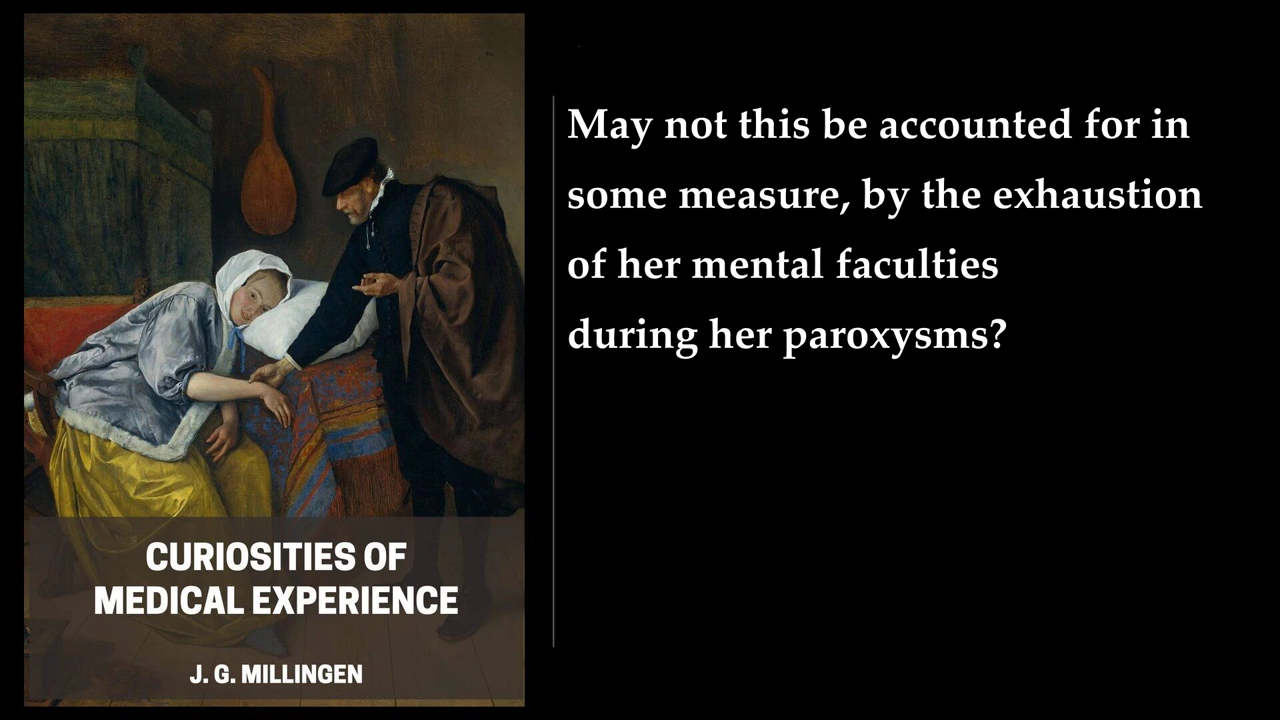 May not this be accounted for in
some measure, by the exhaustion
of her mental faculties
during her paroxysms?
CURIOSITIES OF
MEDICAL EXPERIENCE
J. G. MILLINGEN